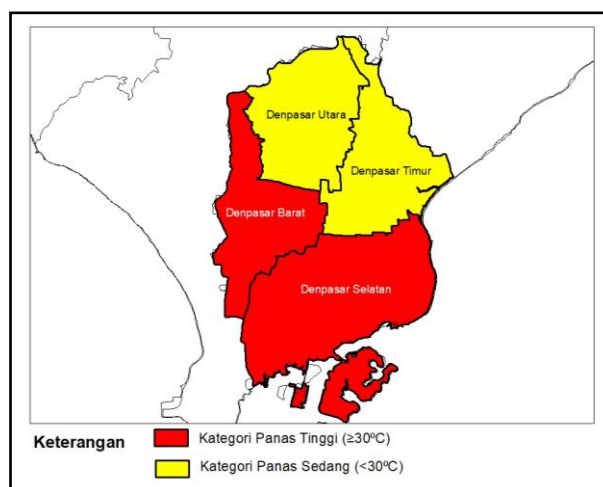 Denpasar Utara
Denpasar Timur
Denpasar Barat
Denpasar Selatan
Keterangan
Kategori Panas Tinggi (≥30ºC)
Kategori Panas Sedang (<30ºC)